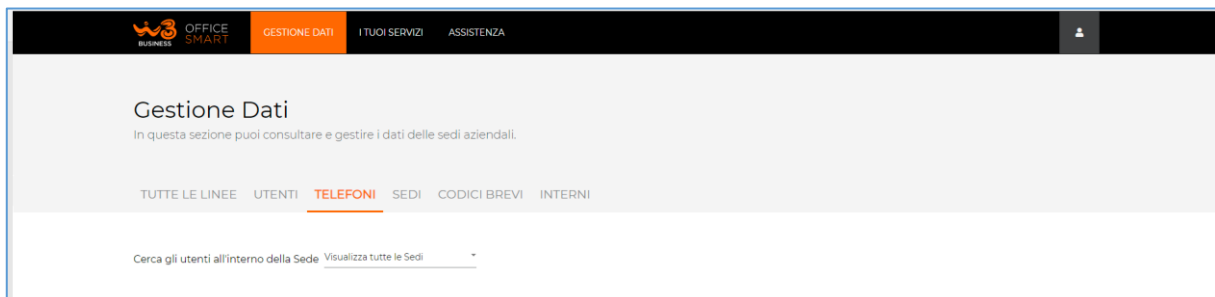 W3 BUSINESS OFFICE SMART GESTIONE DATI I TUOI SERVIZI ASSISTENZA
Gestione Dati
In questa sezione puoi consultare e gestire i dati delle sedi aziendali.
TUTTE LE LINEE UTENTI TELEFONI SEDI CODICI BREVI INTERNI
Cerca gli utenti all'interno della Sede Visualizza tutte le Sedi